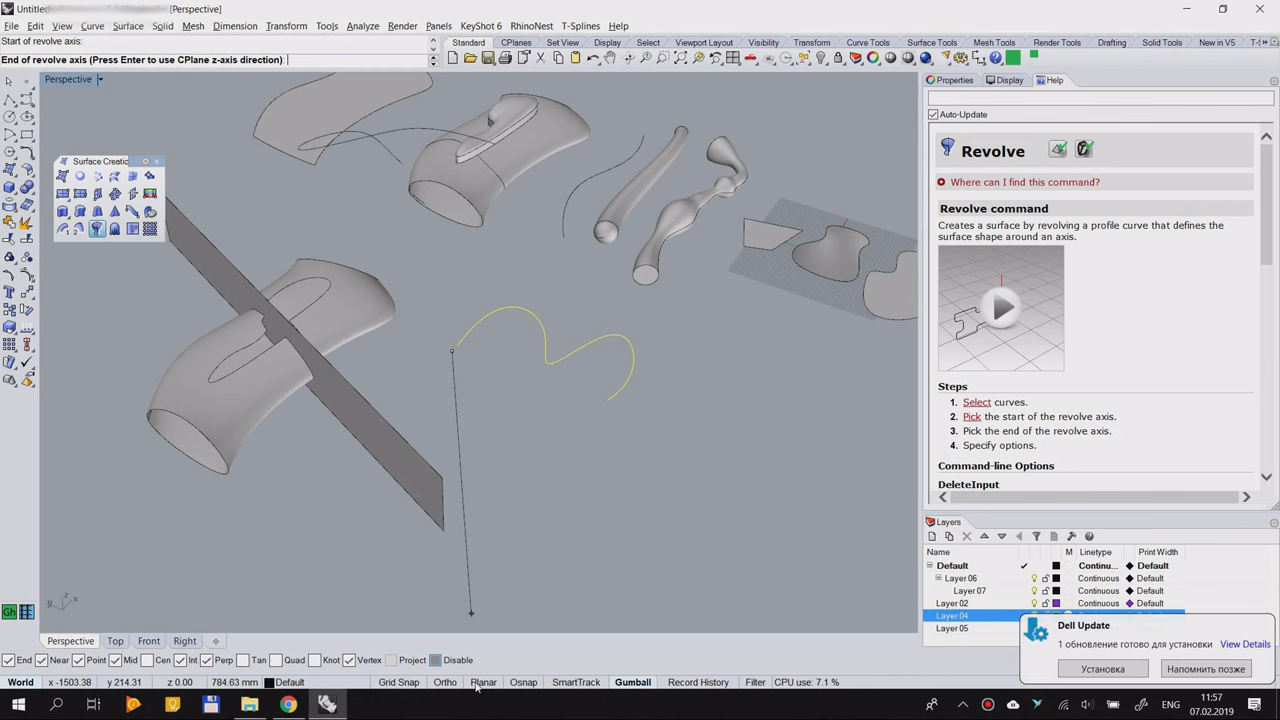 Untitled - [Perspective]
File Edit View Curve Surface Solid Mesh Dimension Transform Tools Analyze Render Panels KeyShot 6 RhinoNest T-Splines Help
Start of revolve axis:
End of revolve axis (Press Enter to use CPlane z-axis direction):
Standard CPlanes Set View Display Select Viewport Layout Visibility Transform Curve Tools Surface Tools Mesh Tools Render Tools Drafting Solid Tools New in V5
Perspective
Properties Display Help
Auto-Update
Surface Creatio
Revolve
Where can I find this command?
Revolve command
Creates a surface by revolving a profile curve that defines the
surface shape around an axis.
Steps
1. Select curves.
2. Pick the start of the revolve axis.
3. Pick the end of the revolve axis.
4. Specify options.
Command-line Options
DeleteInput
Layers
Name M Linetype Print Width
Default Continu... Default
Layer 06 Continuous Default
Layer 07 Continuous Default
Layer 02 Continuous Default
Layer 04
Layer 05
Dell Update
1 обновление готово для установки View Details
Установка Напомнить позже
z x y
Perspective Top Front Right
End Near Point Mid Cen Int Perp Tan Quad Knot Vertex Project Disable
World x -1503.38 y 214.31 z 0.00 784.63 mm Default Grid Snap Ortho Planar Osnap SmartTrack Gumball Record History Filter CPU use: 7.1 %
Gh
ENG 11:57
07.02.2019